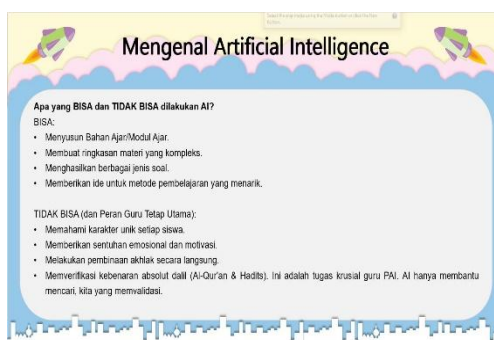 Mengenal Artificial Intelligence
Apa yang BISA dan TIDAK BISA dilakukan AI?
BISA:
• Menyusun Bahan Ajar/Modul Ajar.
• Membuat ringkasan materi yang kompleks.
• Menghasilkan berbagai jenis soal.
• Memberikan ide untuk metode pembelajaran yang menarik.
TIDAK BISA (dan Peran Guru Tetap Utama):
• Memahami karakter unik setiap siswa.
• Memberikan sentuhan emosional dan motivasi.
• Melakukan pembinaan akhlak secara langsung.
• Memverifikasi kebenaran absolut dalil (Al-Qur'an & Hadits). Ini adalah tugas krusial guru PAI. AI hanya membantu
mencari, kita yang memvalidasi.